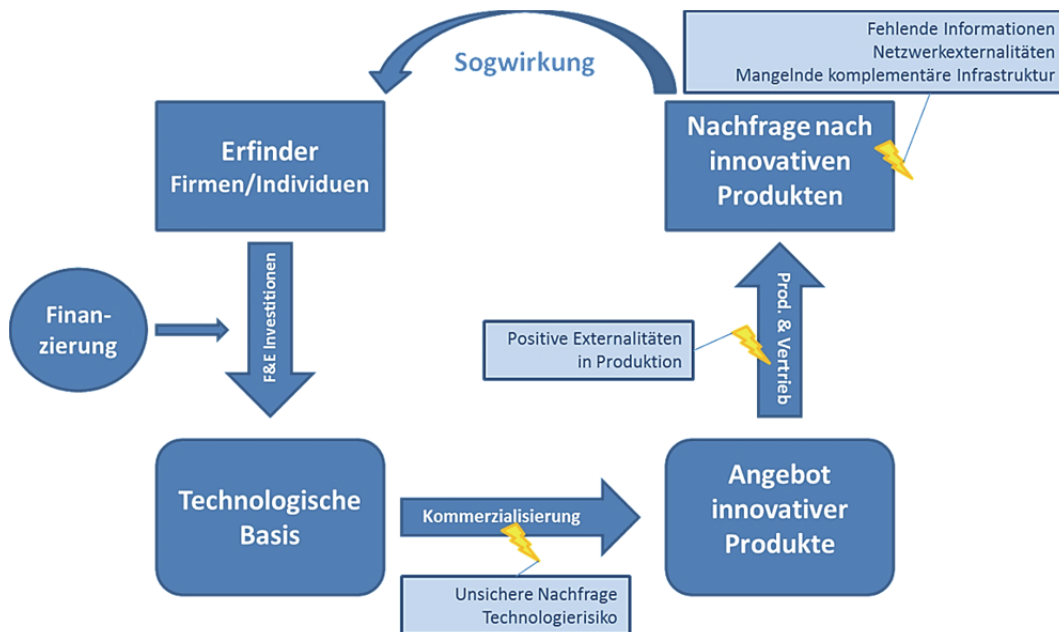 Fehlende Informationen
Netzwerkexternalitäten
Mangelnde komplementäre Infrastruktur
Sogwirkung
Erfinder
Firmen/Individuen
Nachfrage nach
innovativen
Produkten
Finan-
zierung
F&E Investitionen
Positive Externalitäten
in Produktion
Prod. & Vertrieb
Technologische
Basis
Kommerzialisierung
Angebot
innovativer
Produkte
Unsichere Nachfrage
Technologierisiko